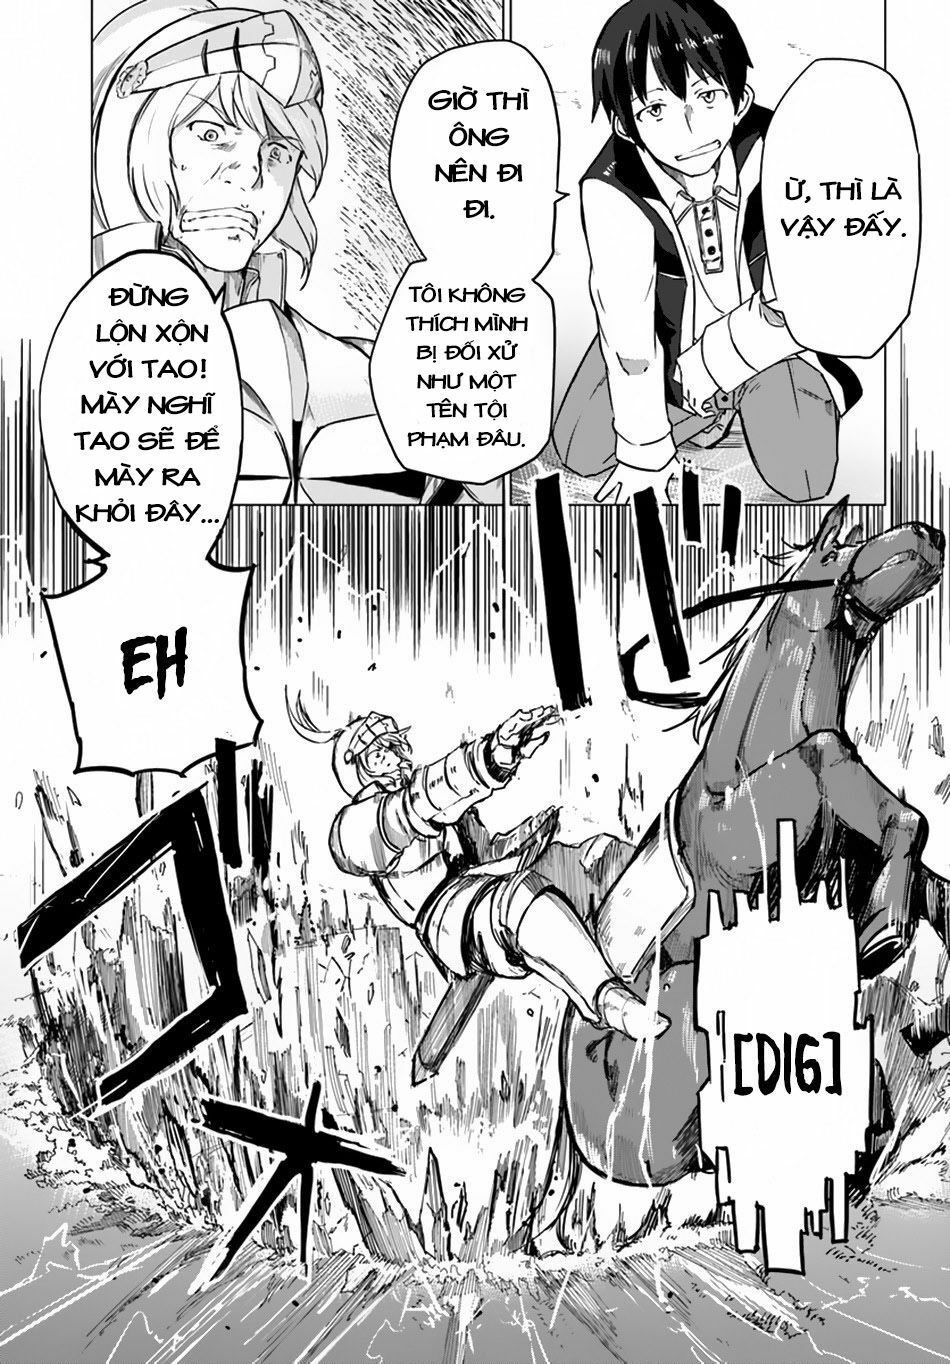 Ừ, THÌ LÀ
VẬY ĐẤY.
GIỜ THÌ
ÔNG
NÊN ĐI
ĐI.
TÔI KHÔNG
THÍCH MÌNH
BỊ ĐỐI XỬ
NHƯ MỘT
TÊN TỘI
PHẠM ĐÂU.
ĐỪNG
LỘN XỘN
VỚI TAO!
MÀY NGHĨ
TAO SẼ ĐỂ
MÀY RA
KHỎI ĐÂY...
EH
[DIG]